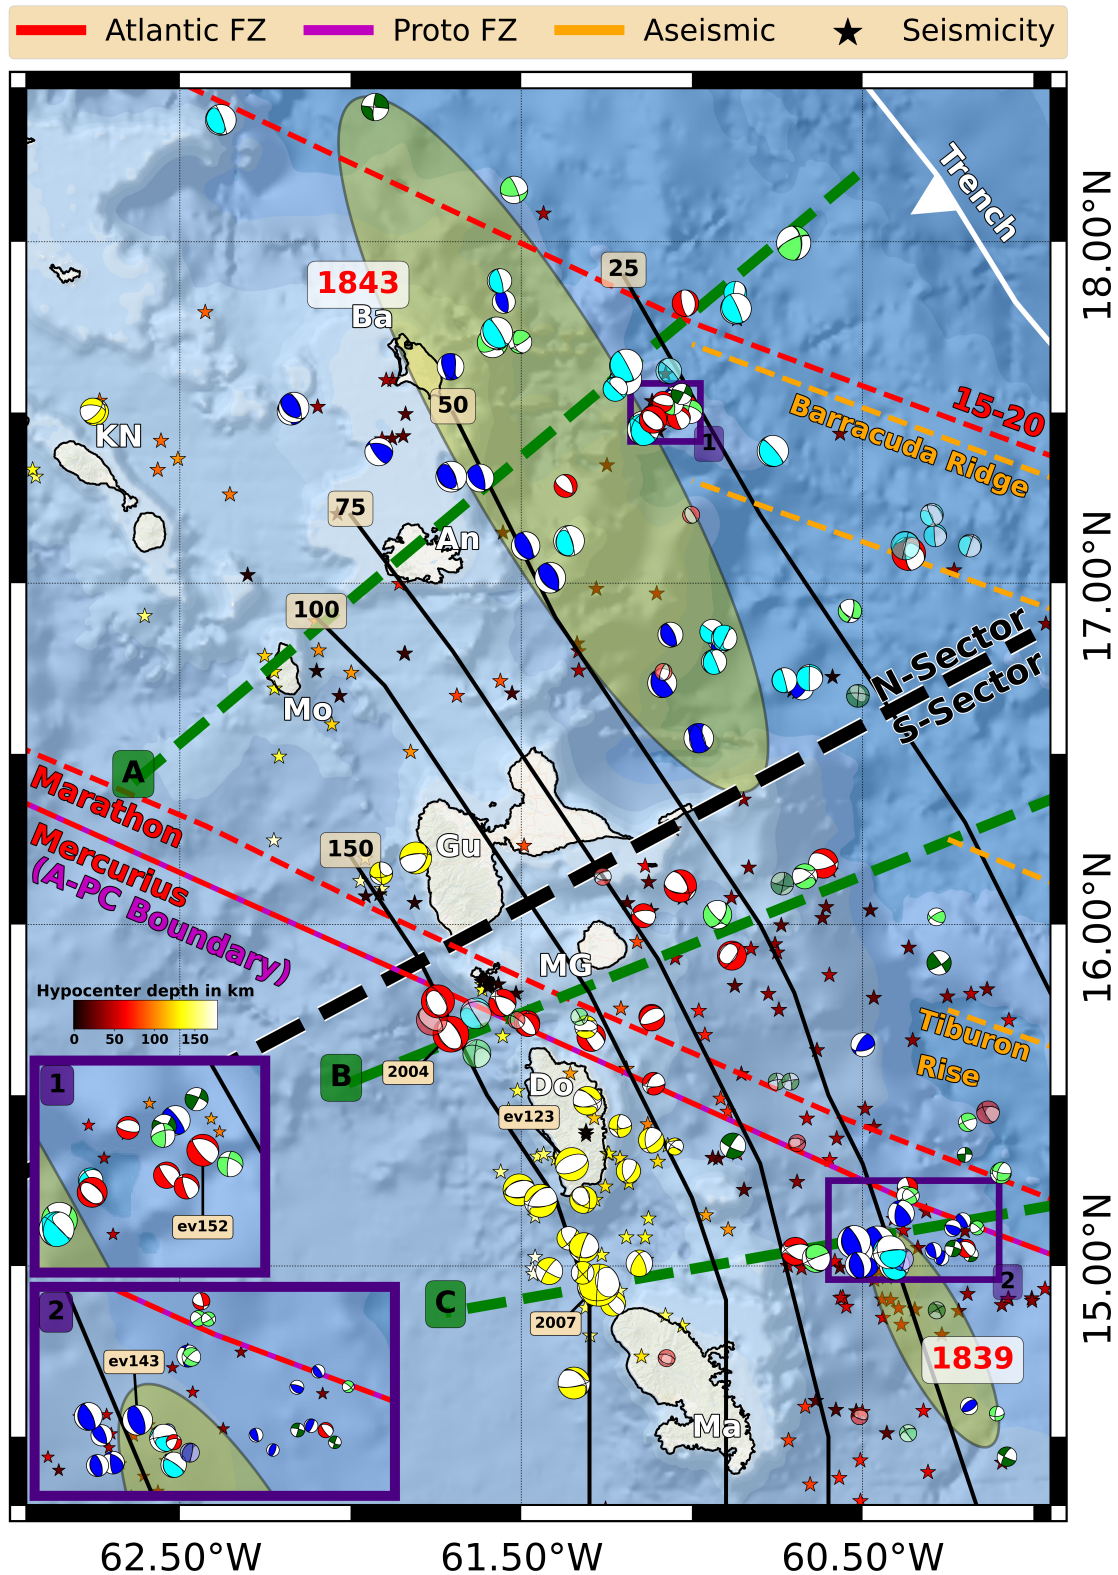 Atlantic FZ Proto FZ Aseismic Seismicity
Trench
18.00°N
25
1843
Ba
15-20
50
Barracuda Ridge
KN
1
75
An
17.00°N
100
N-Sector
S-Sector
Mo
A
Marathon
Mercurius
(A-PC Boundary)
150
Gu
16.00°N
MG
Hypocenter depth in km
0 50 100 150
Tiburon
Rise
2004
B
Do
ev123
1
ev152
15.00°N
C
2
2007
2
ev143
1839
Ma
62.50°W 61.50°W 60.50°W